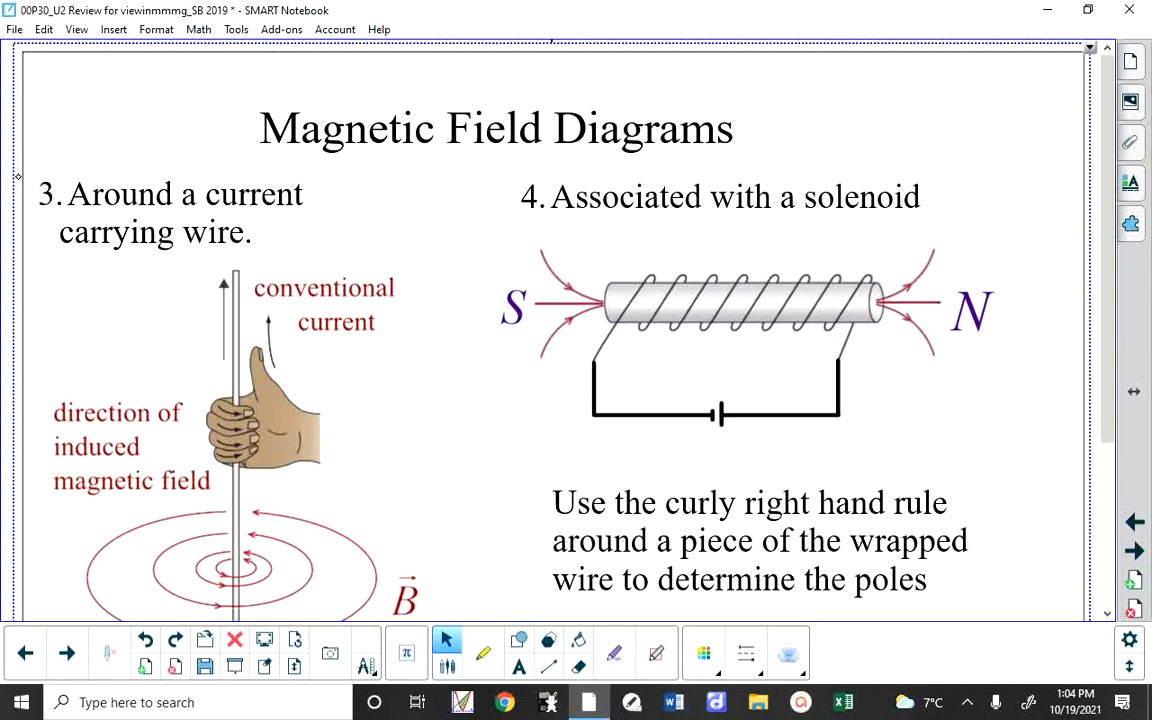 00P30_U2 Review for viewinmmmg_SB 2019 * - SMART Notebook
File Edit View Insert Format Math Tools Add-ons Account Help
Magnetic Field Diagrams
3. Around a current
carrying wire.
conventional
current
direction of
induced
magnetic field
B
4. Associated with a solenoid
S
N
Use the curly right hand rule
around a piece of the wrapped
wire to determine the poles
Type here to search
7°C
1:04 PM
10/19/2021